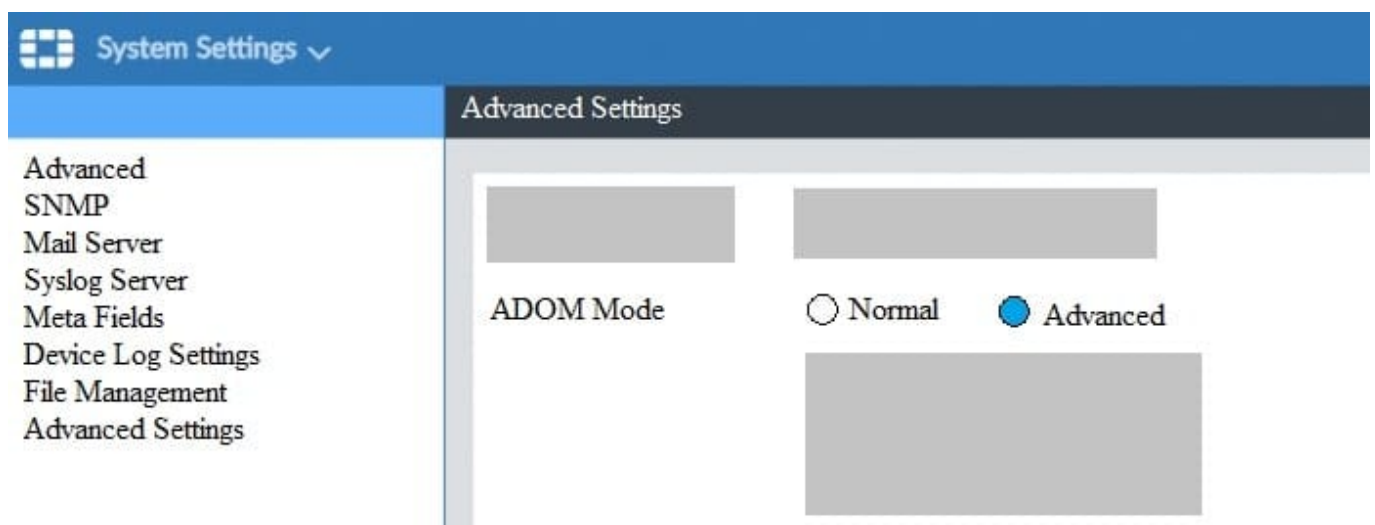 System Settings
Advanced Settings
Advanced
SNMP
Mail Server
Syslog Server
Meta Fields
Device Log Settings
File Management
Advanced Settings
ADOM Mode Normal Advanced